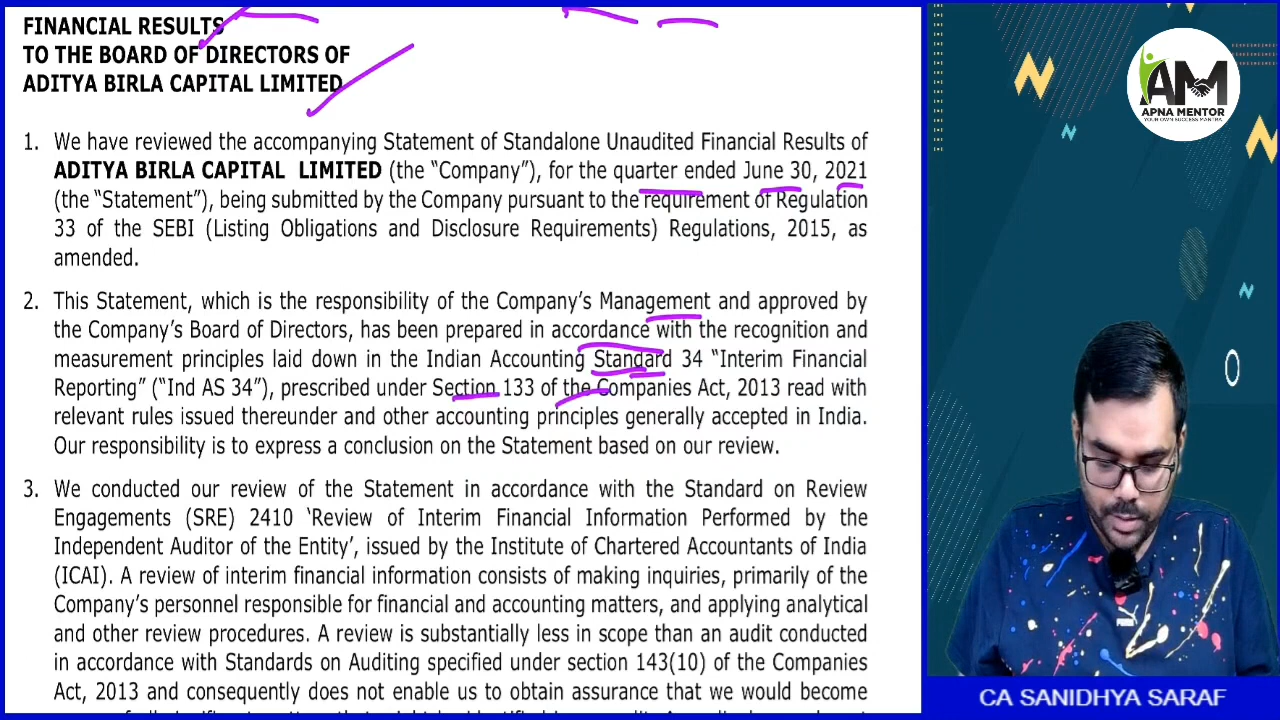 FINANCIAL RESULTS
TO THE BOARD OF DIRECTORS OF
ADITYA BIRLA CAPITAL LIMITED
1. We have reviewed the accompanying Statement of Standalone Unaudited Financial Results of
ADITYA BIRLA CAPITAL LIMITED (the “Company”), for the quarter ended June 30, 2021
(the “Statement”), being submitted by the Company pursuant to the requirement of Regulation
33 of the SEBI (Listing Obligations and Disclosure Requirements) Regulations, 2015, as
amended.
2. This Statement, which is the responsibility of the Company’s Management and approved by
the Company’s Board of Directors, has been prepared in accordance with the recognition and
measurement principles laid down in the Indian Accounting Standard 34 “Interim Financial
Reporting” (“Ind AS 34”), prescribed under Section 133 of the Companies Act, 2013 read with
relevant rules issued thereunder and other accounting principles generally accepted in India.
Our responsibility is to express a conclusion on the Statement based on our review.
3. We conducted our review of the Statement in accordance with the Standard on Review
Engagements (SRE) 2410 ‘Review of Interim Financial Information Performed by the
Independent Auditor of the Entity’, issued by the Institute of Chartered Accountants of India
(ICAI). A review of interim financial information consists of making inquiries, primarily of the
Company’s personnel responsible for financial and accounting matters, and applying analytical
and other review procedures. A review is substantially less in scope than an audit conducted
in accordance with Standards on Auditing specified under section 143(10) of the Companies
Act, 2013 and consequently does not enable us to obtain assurance that we would become
AM
APNA MENTOR
YOUR OWN SUCCESS MANTRA
PUMA
CA SANIDHYA SARAF